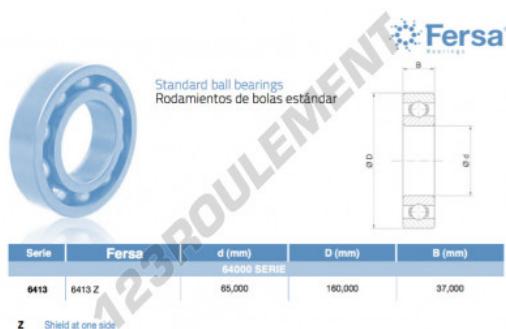 Fersa
Bearings
Standard ball bearings
Rodamientos de bolas estándar
B
Ø D
Ø d
Serie Fersa d (mm) D (mm) B (mm)
64000 SERIE
6413 6413 Z 65,000 160,000 37,000
Z Shield at one side
123ROULEMENT